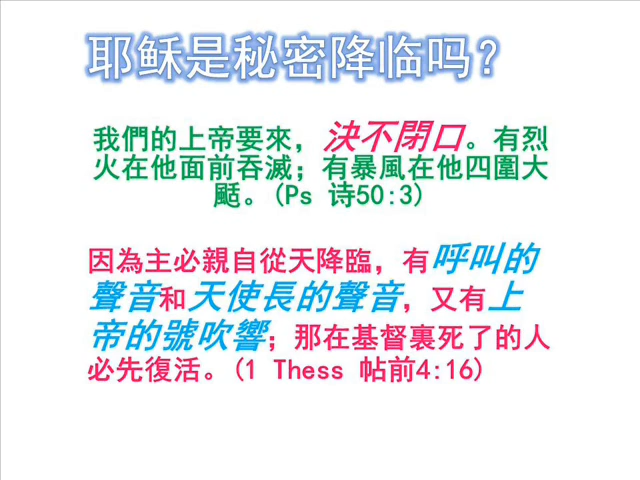 耶稣是秘密降临吗？
我們的上帝要來，決不閉口。有烈
火在他面前吞滅；有暴風在他四圍大
颳。(Ps 诗50:3)
因為主必親自從天降臨，有呼叫的
聲音和天使長的聲音，又有上
帝的號吹響；那在基督裏死了的人
必先復活。(1 Thess 帖前4:16)